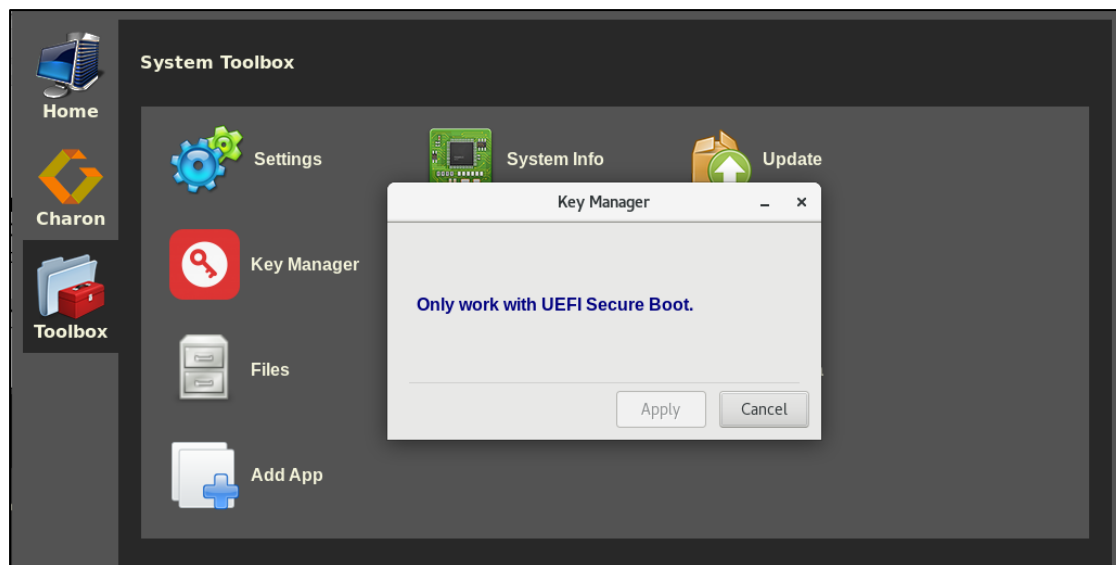 System Toolbox
Home
Settings
System Info
Update
Key Manager
Charon
Key Manager
Only work with UEFI Secure Boot.
Toolbox
Files
Apply
Cancel
Add App